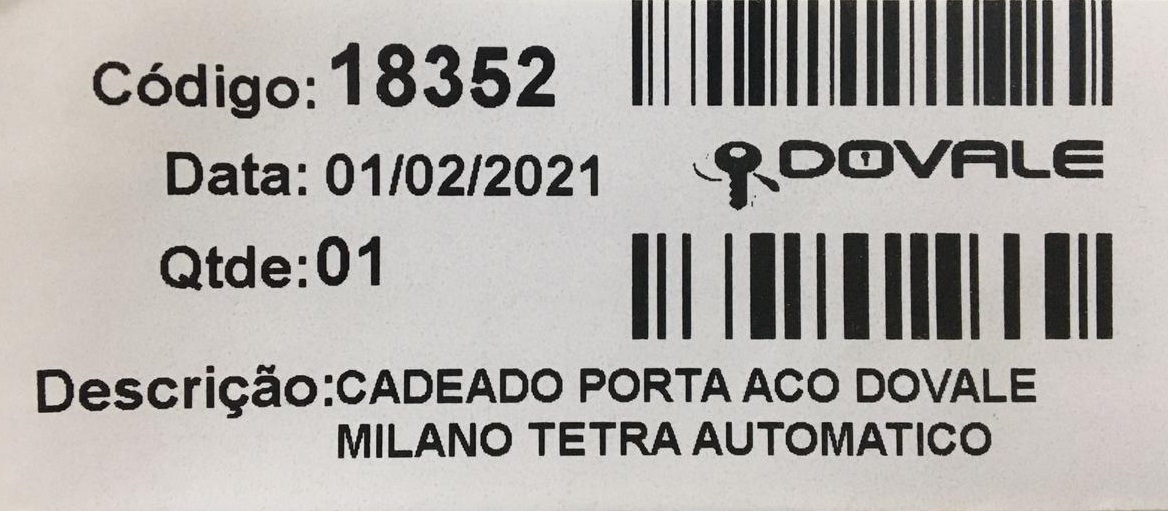 Código: 18352
Data: 01/02/2021
DOVALE
Qtde: 01
Descrição: CADEADO PORTA ACO DOVALE
MILANO TETRA AUTOMATICO